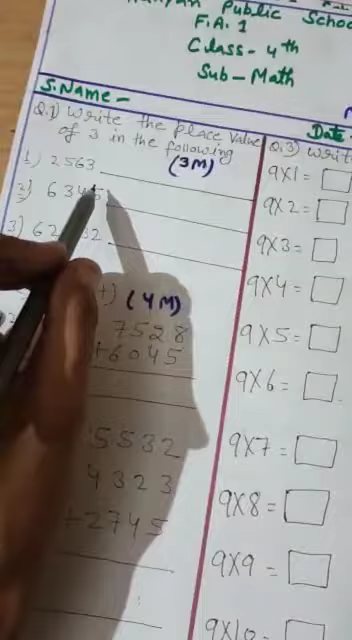 Public Schoo
F.A. 1
Class - 4th
Sub - Math
S.Name -
Q.1) Write the place value
of 3 in the following
(3M)
1) 2563
2) 6345
3) 62 32
+) (4M)
7528
+6045
5532
4323
+2745
Date
Q.3) Write
9X1=
9X2=
9X3=
9X4=
9X5=
9X6=
9X7=
9X8=
9X9=
9X10